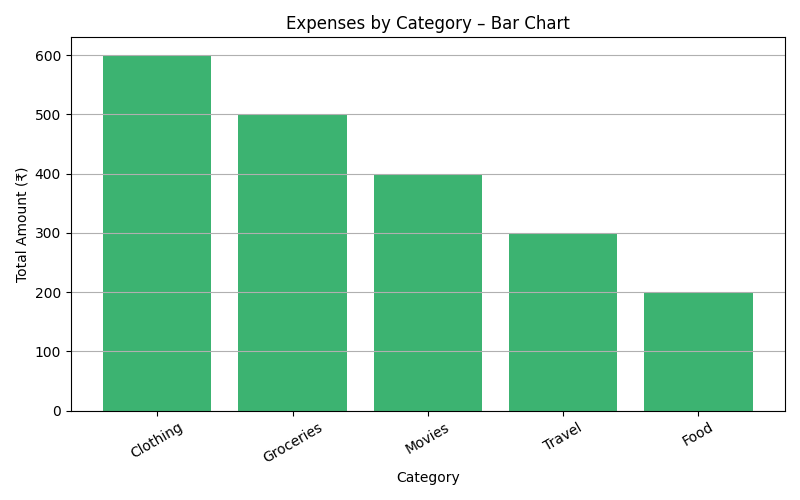 Expenses by Category – Bar Chart
Total Amount (₹)
600
500
400
300
200
100
0
Clothing
Groceries
Movies
Travel
Food
Category